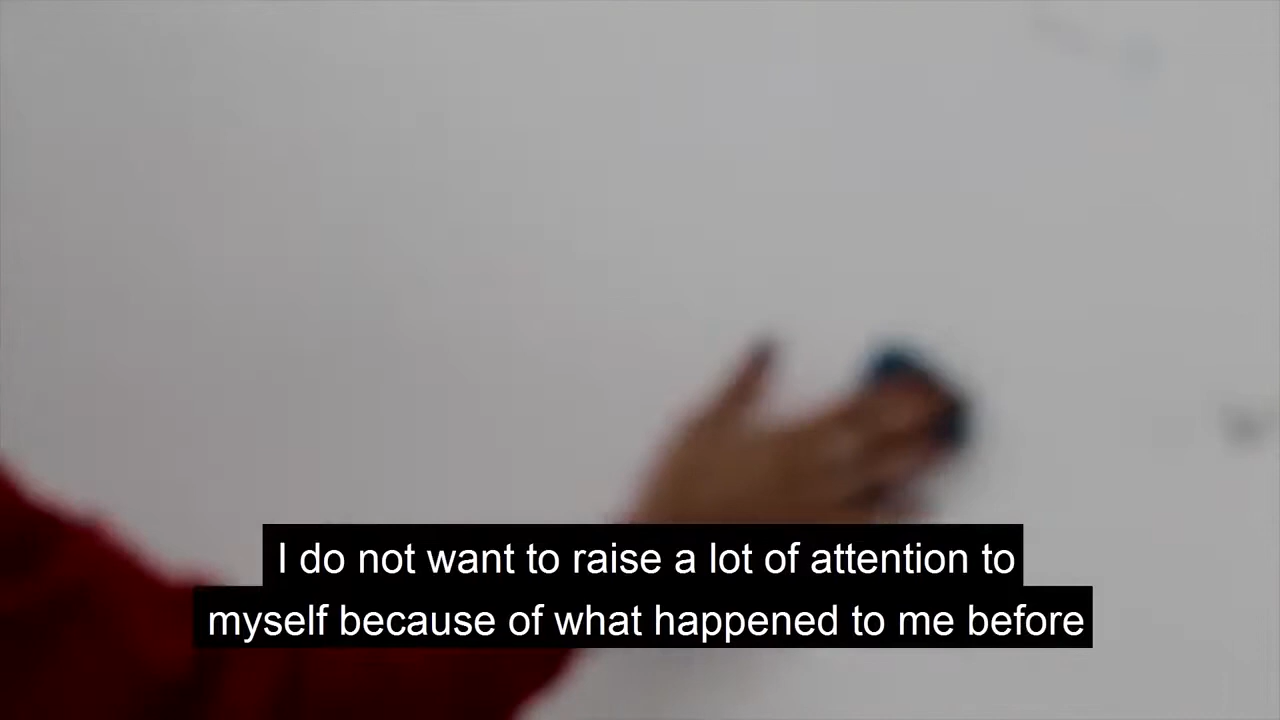 I do not want to raise a lot of attention to
myself because of what happened to me before